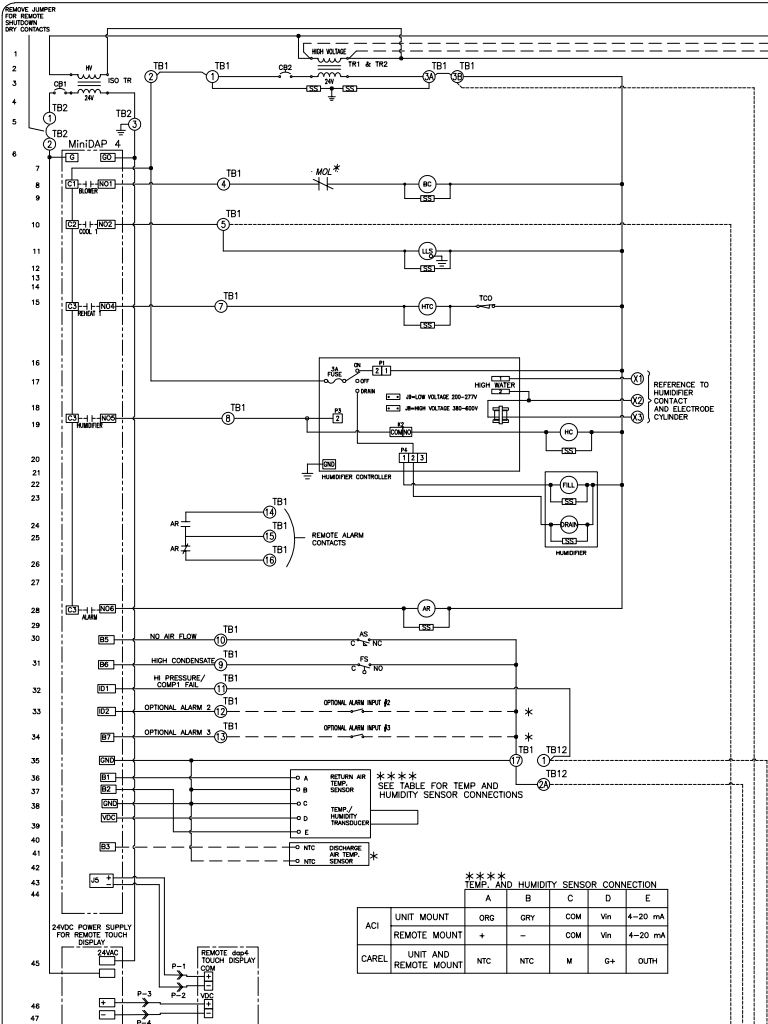 REMOVE JUMPER
FOR REMOTE
SHUTDOWN
DRY CONTACTS
HIGH VOLTAGE
1
TR1 & TR2
2 HV TB1 TB1 CB2 TB1 TB1
2 1 3A 3B
ISO TR
3 CB1 24V 24V
SS SS
4
TB2 TB2
1 3
5
TB2
2
MiniDAP 4
6 G GO
7
MOL*
8 C1 NO1 TB1 4 BC
BLOWER
9 SS
TB1
10 C2 NO2 5
COOL 1
11 LLS
12 SS
13
14
15 C3 NO4 TB1 7 HTC TCO
REHEAT 1
SS
16 ON P1
3A FUSE 2 1
17 OFF 1 X1
HIGH WATER
DRAIN 2
J9=LOW VOLTAGE 200-277V X2
18 J8=HIGH VOLTAGE 380-600V
REFERENCE TO
HUMIDIFIER
CONTACT
AND ELECTRODE
CYLINDER
TB1 P3 X3
19 C3 NO5 8 2
HUMIDIFIER
K2
COM NO HC
SS
20 P4
1 2 3
21 GND
HUMIDIFIER CONTROLLER
22 FILL
23 SS
TB1
14
24 AR
TB1
25 15 REMOTE ALARM
CONTACTS
DRAIN
AR TB1 SS
26 16
HUMIDIFIER
27
28 C3 NO6 AR
ALARM
29 SS
30 B5 NO AIR FLOW TB1 10 AS
C NC
31 B6 HIGH CONDENSATE TB1 9 FS
C NO
32 ID1 HI PRESSURE/
COMP1 FAIL TB1 11
33 ID2 OPTIONAL ALARM 2 TB1 12 OPTIONAL ALARM INPUT #2 *
34 B7 OPTIONAL ALARM 3 TB1 13 OPTIONAL ALARM INPUT #3 *
35 GND TB1 17 TB12 1
36 B1 A RETURN AIR
TEMP.
SENSOR
TB12
2A
****
SEE TABLE FOR TEMP AND
HUMIDITY SENSOR CONNECTIONS
37 B2 B
38 GND C
TEMP./
HUMIDITY
TRANSDUCER
VDC D
39
E
40
41 B3 NTC DISCHARGE
AIR TEMP.
SENSOR *
NTC
42
43 J5 + -
44
****
TEMP. AND HUMIDITY SENSOR CONNECTION
A B C D E
ACI UNIT MOUNT ORG GRY COM Vin 4-20 mA
REMOTE MOUNT + - COM Vin 4-20 mA
CAREL UNIT AND
REMOTE MOUNT NTC NTC M G+ OUTH
24VDC POWER SUPPLY
FOR REMOTE TOUCH
DISPLAY
24VAC
REMOTE dap4
TOUCH DISPLAY
45 P-1 COM
+
-
P-2
P-3 VDC
46 + +
47 - -
P-4